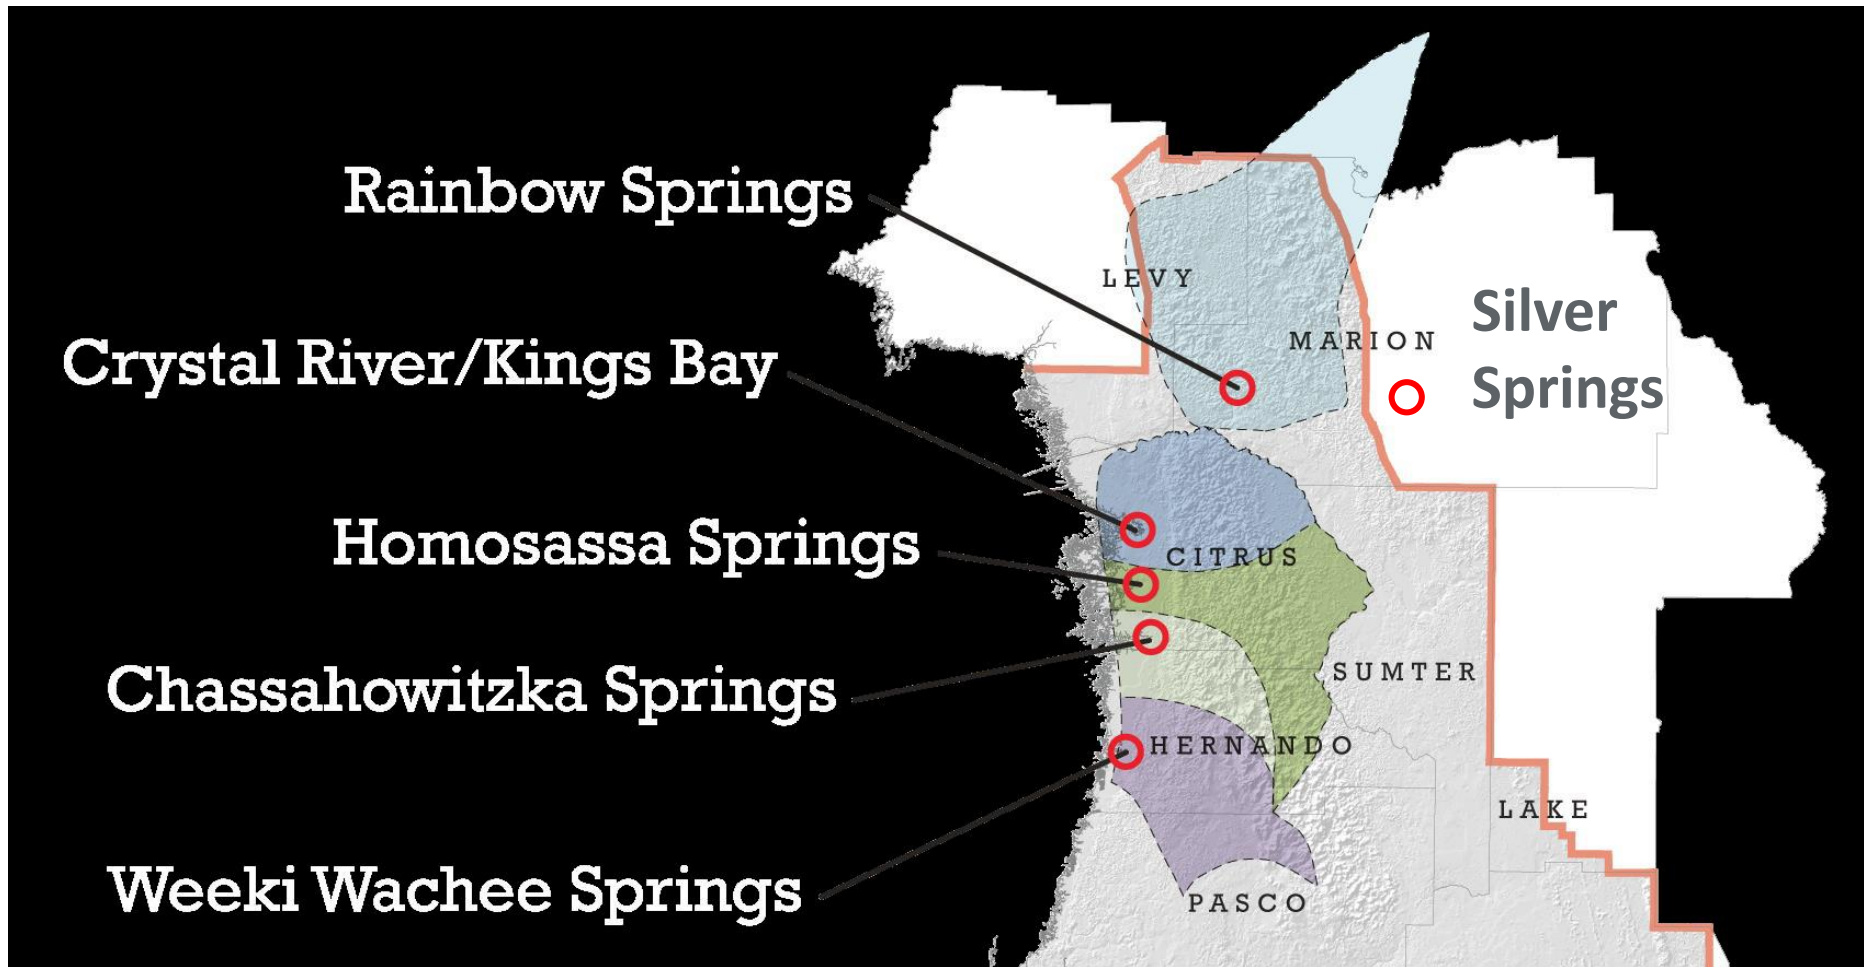 Rainbow Springs
LEVY
Silver
Springs
MARION
Crystal River/Kings Bay
Homosassa Springs
CITRUS
Chassahowitzka Springs
SUMTER
HERNANDO
LAKE
Weeki Wachee Springs
PASCO